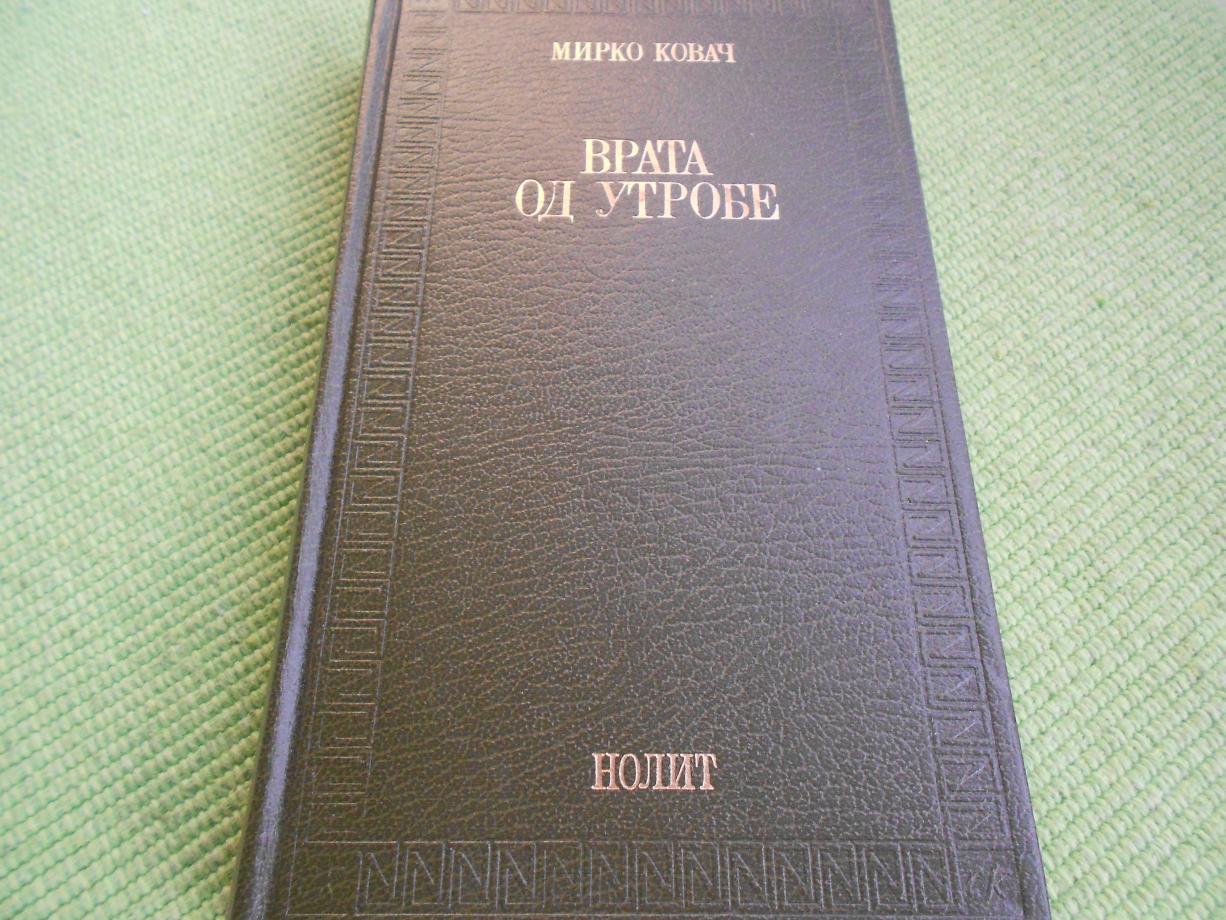 МИРКО КОВАЧ
ВРАТА
ОД УТРОБЕ
НОЛИТ